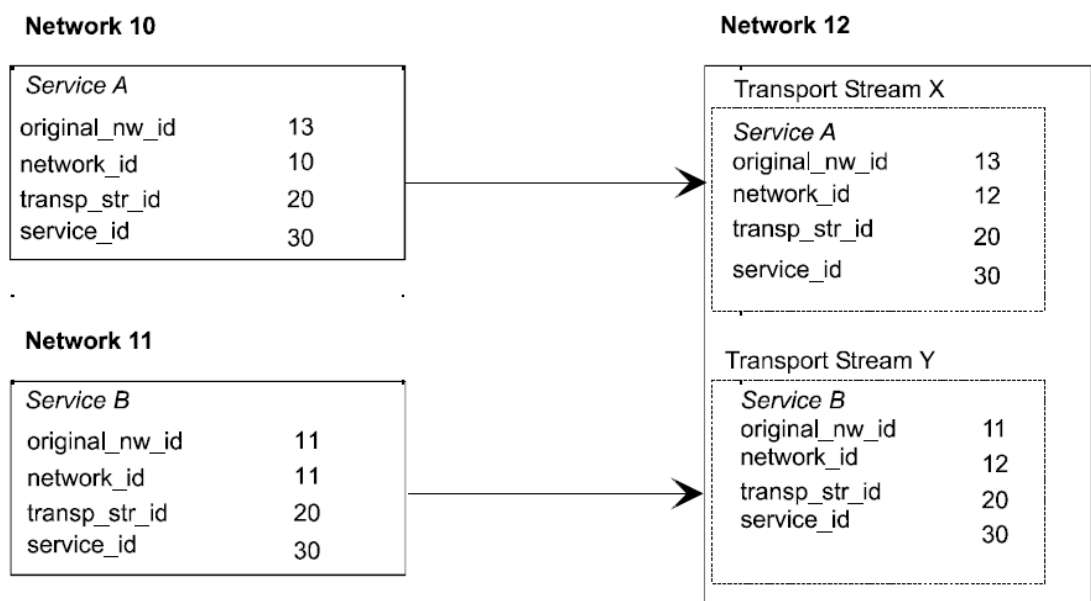 Network 10
Service A
original_nw_id 13
network_id 10
transp_str_id 20
service_id 30
Network 11
Service B
original_nw_id 11
network_id 11
transp_str_id 20
service_id 30
Network 12
Transport Stream X
Service A
original_nw_id 13
network_id 12
transp_str_id 20
service_id 30
Transport Stream Y
Service B
original_nw_id 11
network_id 12
transp_str_id 20
service_id 30